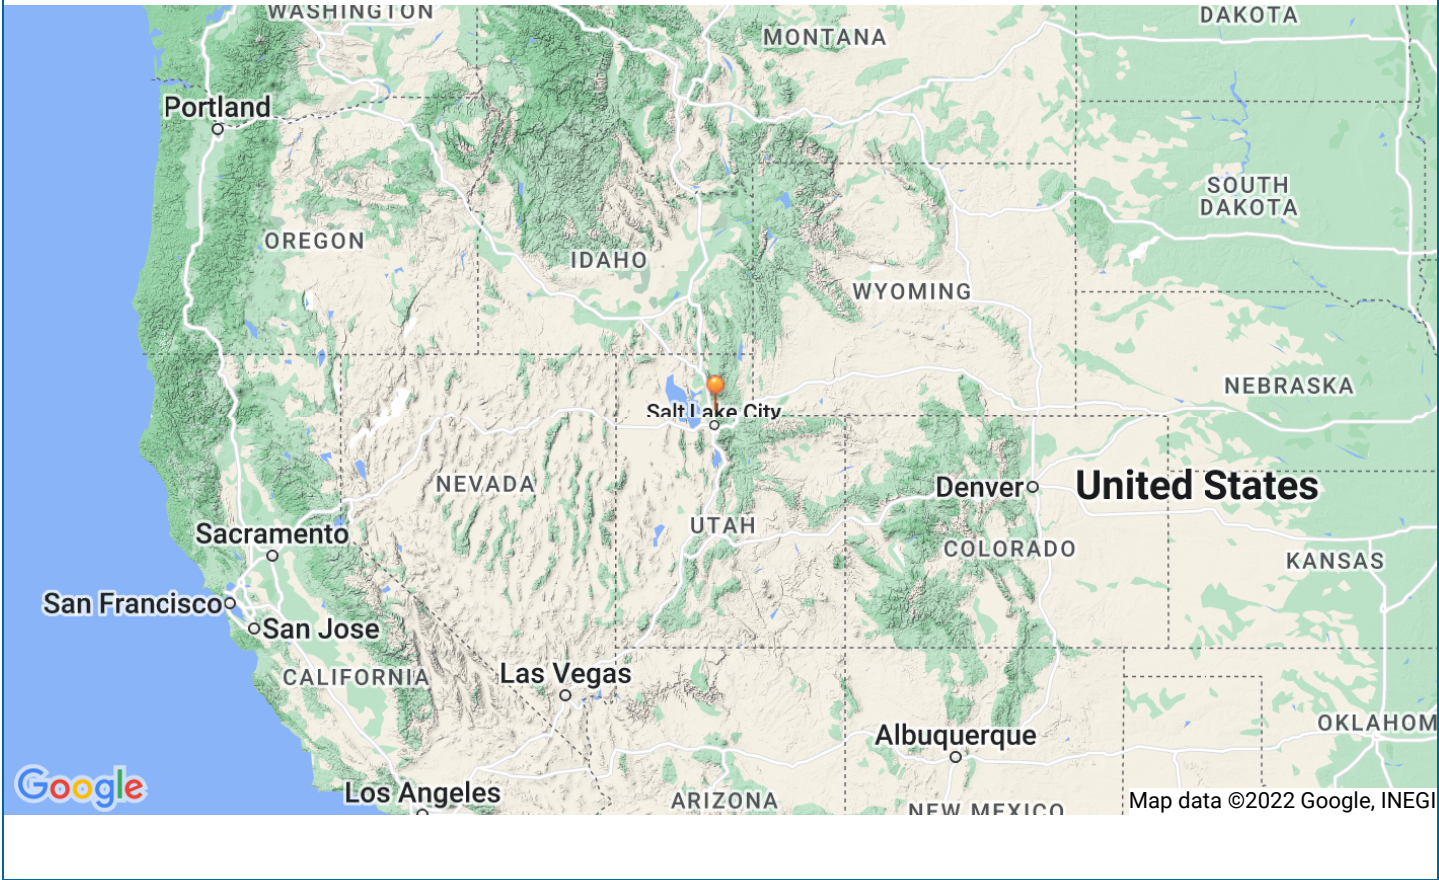 WASHINGTON
DAKOTA
MONTANA
Portland
SOUTH
DAKOTA
OREGON
IDAHO
WYOMING
NEBRASKA
Salt Lake City
NEVADA
Denver
United States
UTAH
Sacramento
COLORADO
KANSAS
San Francisco
San Jose
CALIFORNIA
Las Vegas
OKLAHOM
Albuquerque
Google
Los Angeles
ARIZONA
NEW MEXICO
Map data ©2022 Google, INEGI